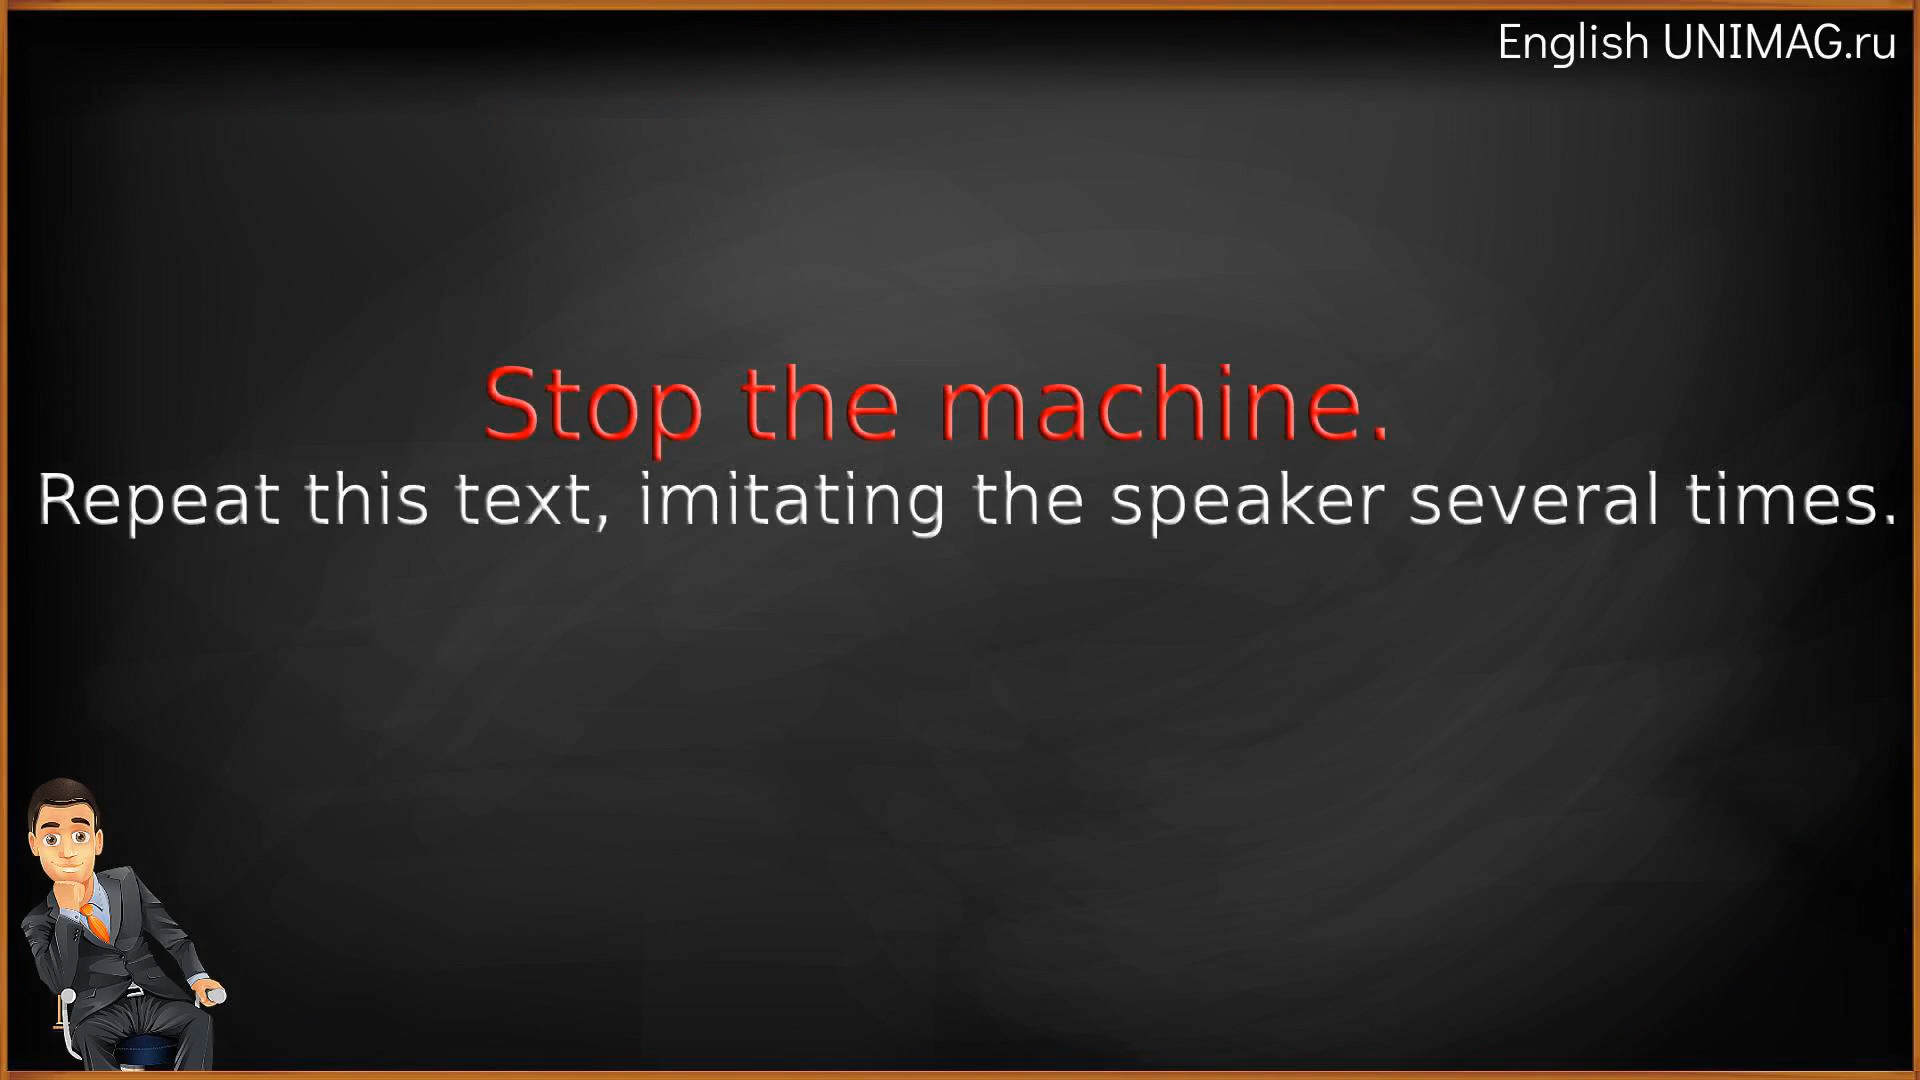 English UNIMAG.ru
Stop the machine.
Repeat this text, imitating the speaker several times.